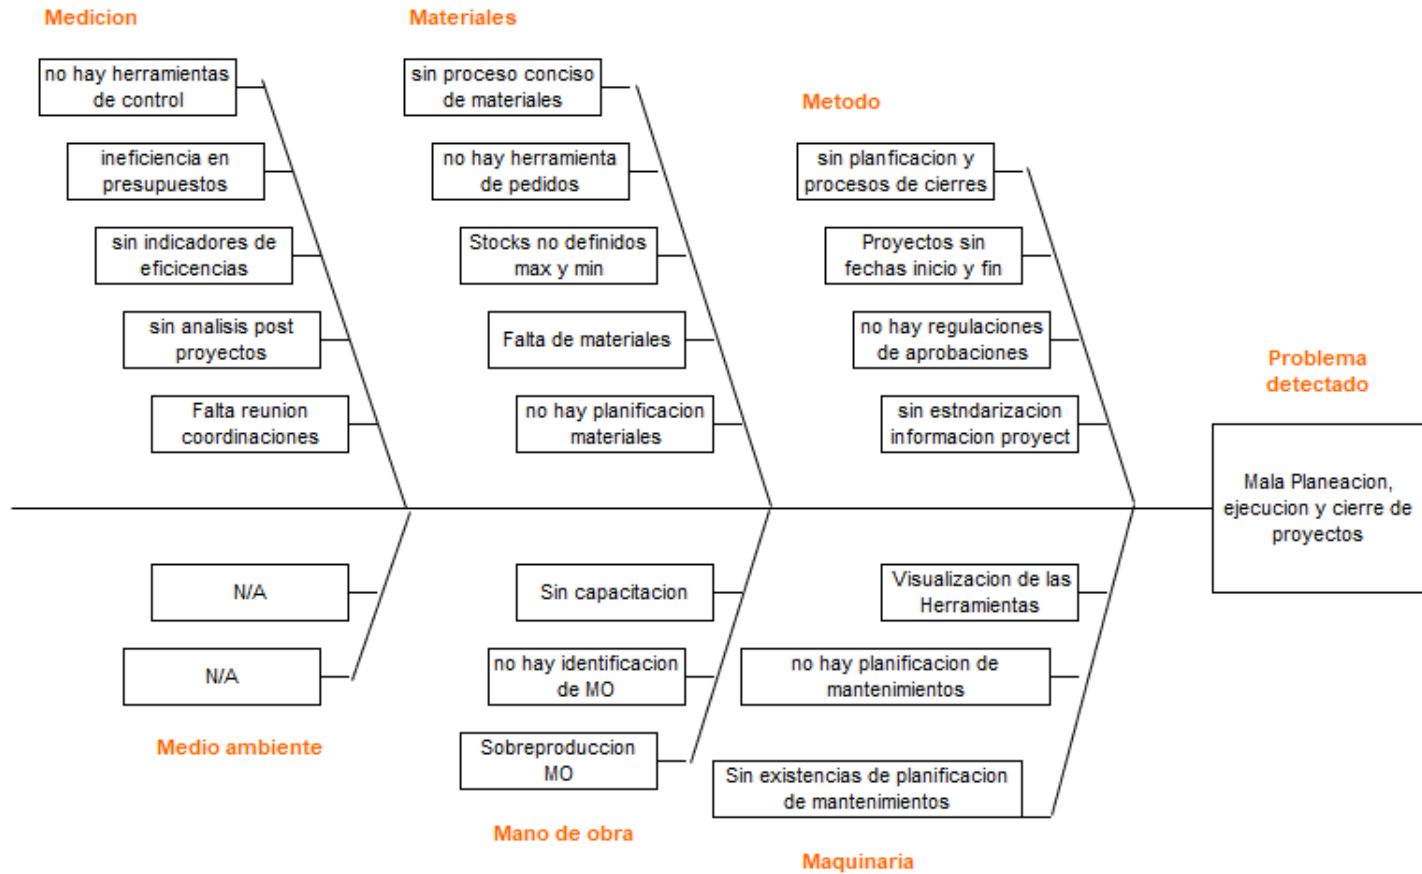 Medicion
no hay herramientas
de control
ineficiencia en
presupuestos
sin indicadores de
eficicencias
sin analisis post
proyectos
Falta reunion
coordinaciones
Materiales
sin proceso conciso
de materiales
no hay herramienta
de pedidos
Stocks no definidos
max y min
Falta de materiales
no hay planificacion
materiales
Metodo
sin planficacion y
procesos de cierres
Proyectos sin
fechas inicio y fin
no hay regulaciones
de aprobaciones
sin estndarizacion
informacion proyect
Problema
detectado
Mala Planeacion,
ejecucion y cierre de
proyectos
N/A
N/A
Medio ambiente
Sin capacitacion
no hay identificacion
de MO
Sobreproduccion
MO
Mano de obra
Visualizacion de las
Herramientas
no hay planificacion de
mantenimientos
Sin existencias de planificacion
de mantenimientos
Maquinaria